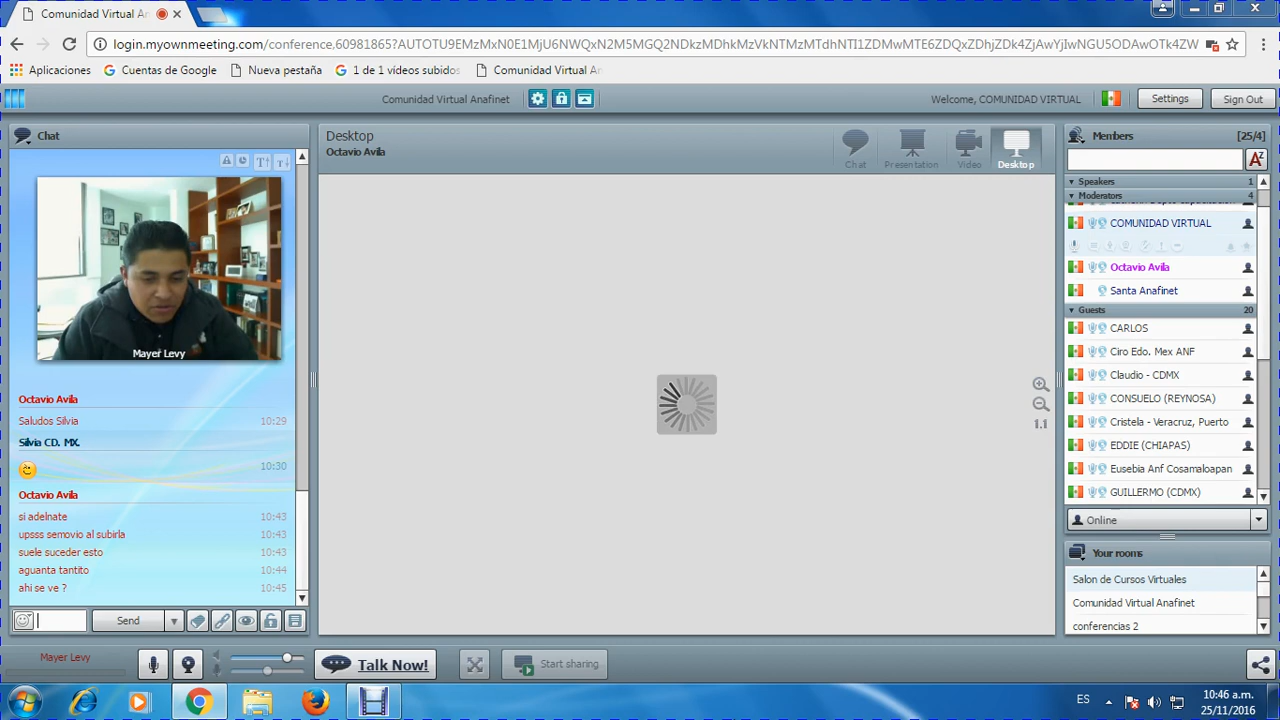 Comunidad Virtual An
login.myownmeeting.com/conference,60981865?
Aplicaciones
Cuentas de Google
Nueva pestaña
1 de 1 vídeos subidos
Comunidad Virtual An
Comunidad Virtual Anafinet
Welcome, COMUNIDAD VIRTUAL
Settings
Sign Out
Chat
Mayer Levy
Octavio Avila
Saludos Silvia 10:29
Silvia CD. MX.
10:30
Octavio Avila
si adelnate 10:43
upsss semovio al subirla 10:43
suele suceder esto 10:43
aguanta tantito 10:44
ahi se ve ? 10:45
Send
Desktop
Octavio Avila
Chat
Presentation
Video
Desktop
1.1
Members [25/4]
Speakers 1
Moderators 4
COMUNIDAD VIRTUAL
Octavio Avila
Santa Anafinet
Guests 20
CARLOS
Ciro Edo. Mex ANF
Claudio - CDMX
CONSUELO (REYNOSA)
Cristela - Veracruz, Puerto
EDDIE (CHIAPAS)
Eusebia Anf Cosamaloapan
GUILLERMO (CDMX)
Online
Your rooms
Salon de Cursos Virtuales
Comunidad Virtual Anafinet
conferencias 2
Mayer Levy
Talk Now!
Start sharing
ES
10:46 a.m.
25/11/2016